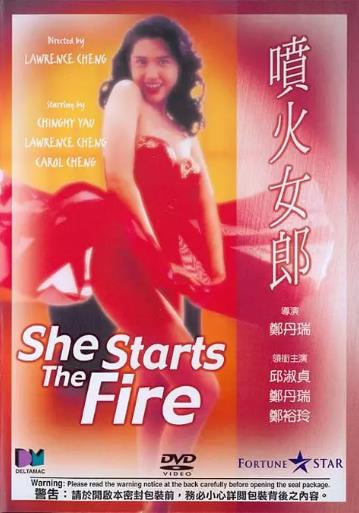 Directed by
LAWRENCE CHENG
Starring by
CHINGMY YAU
LAWRENCE CHENG
CAROL CHENG
噴火女郎
導演
鄭丹瑞
領銜主演
邱淑貞
鄭丹瑞
鄭裕玲
She Starts
The Fire
DM
DELTAMAC
DVD
VIDEO
FORTUNE STAR
Warning: Please read the warning notice at the back carefully before opening the seal package.
警告：請於開啟本密封包裝前，務必小心詳閱包裝背後之內容。